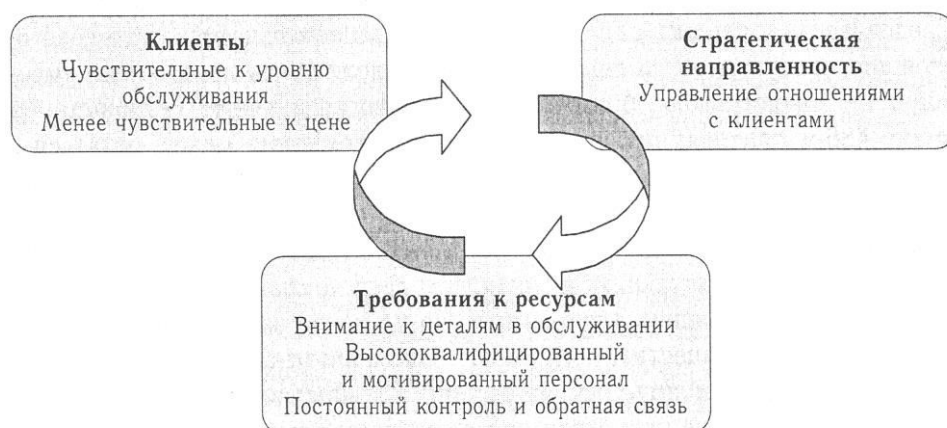 Клиенты
Чувствительные к уровню
обслуживания
Менее чувствительные к цене
Стратегическая
направленность
Управление отношениями
с клиентами
Требования к ресурсам
Внимание к деталям в обслуживании
Высококвалифицированный
и мотивированный персонал
Постоянный контроль и обратная связь